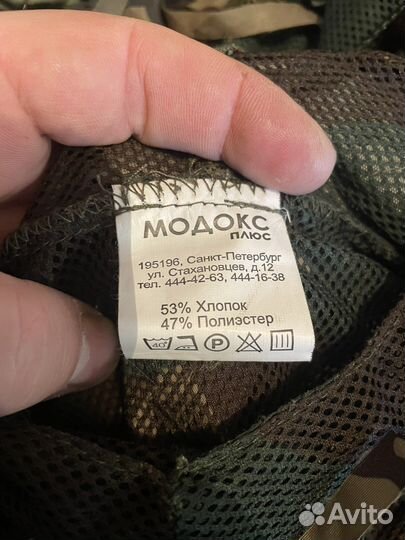 МОДОКС
ПЛЮС
195196, Санкт-Петербург
ул. Стахановцев, д.12
тел. 444-42-63, 444-16-38
53% Хлопок
47% Полиэстер
40° P
Avito